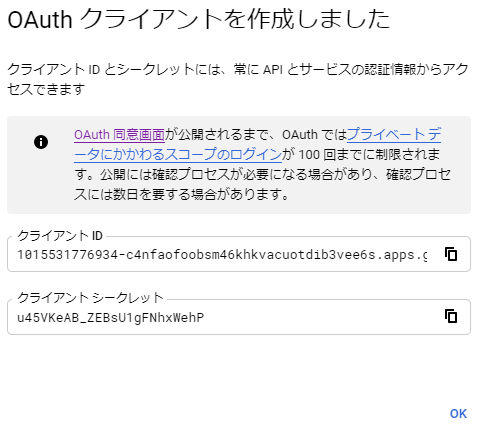 OAuth クライアントを作成しました
クライアント ID とシークレットには、常に API とサービスの認証情報からアク
セスできます
OAuth 同意画面が公開されるまで、OAuth ではプライベート デ
ータにかかわるスコープのログインが 100 回までに制限されま
す。公開には確認プロセスが必要になる場合があり、確認プロセ
スには数日を要する場合があります。
クライアント ID
1015531776934-c4nfaofoobsm46khkvacuotdib3vee6s.apps.g
クライアント シークレット
u45VKeAB_ZEBsU1gFNhxWehP
OK